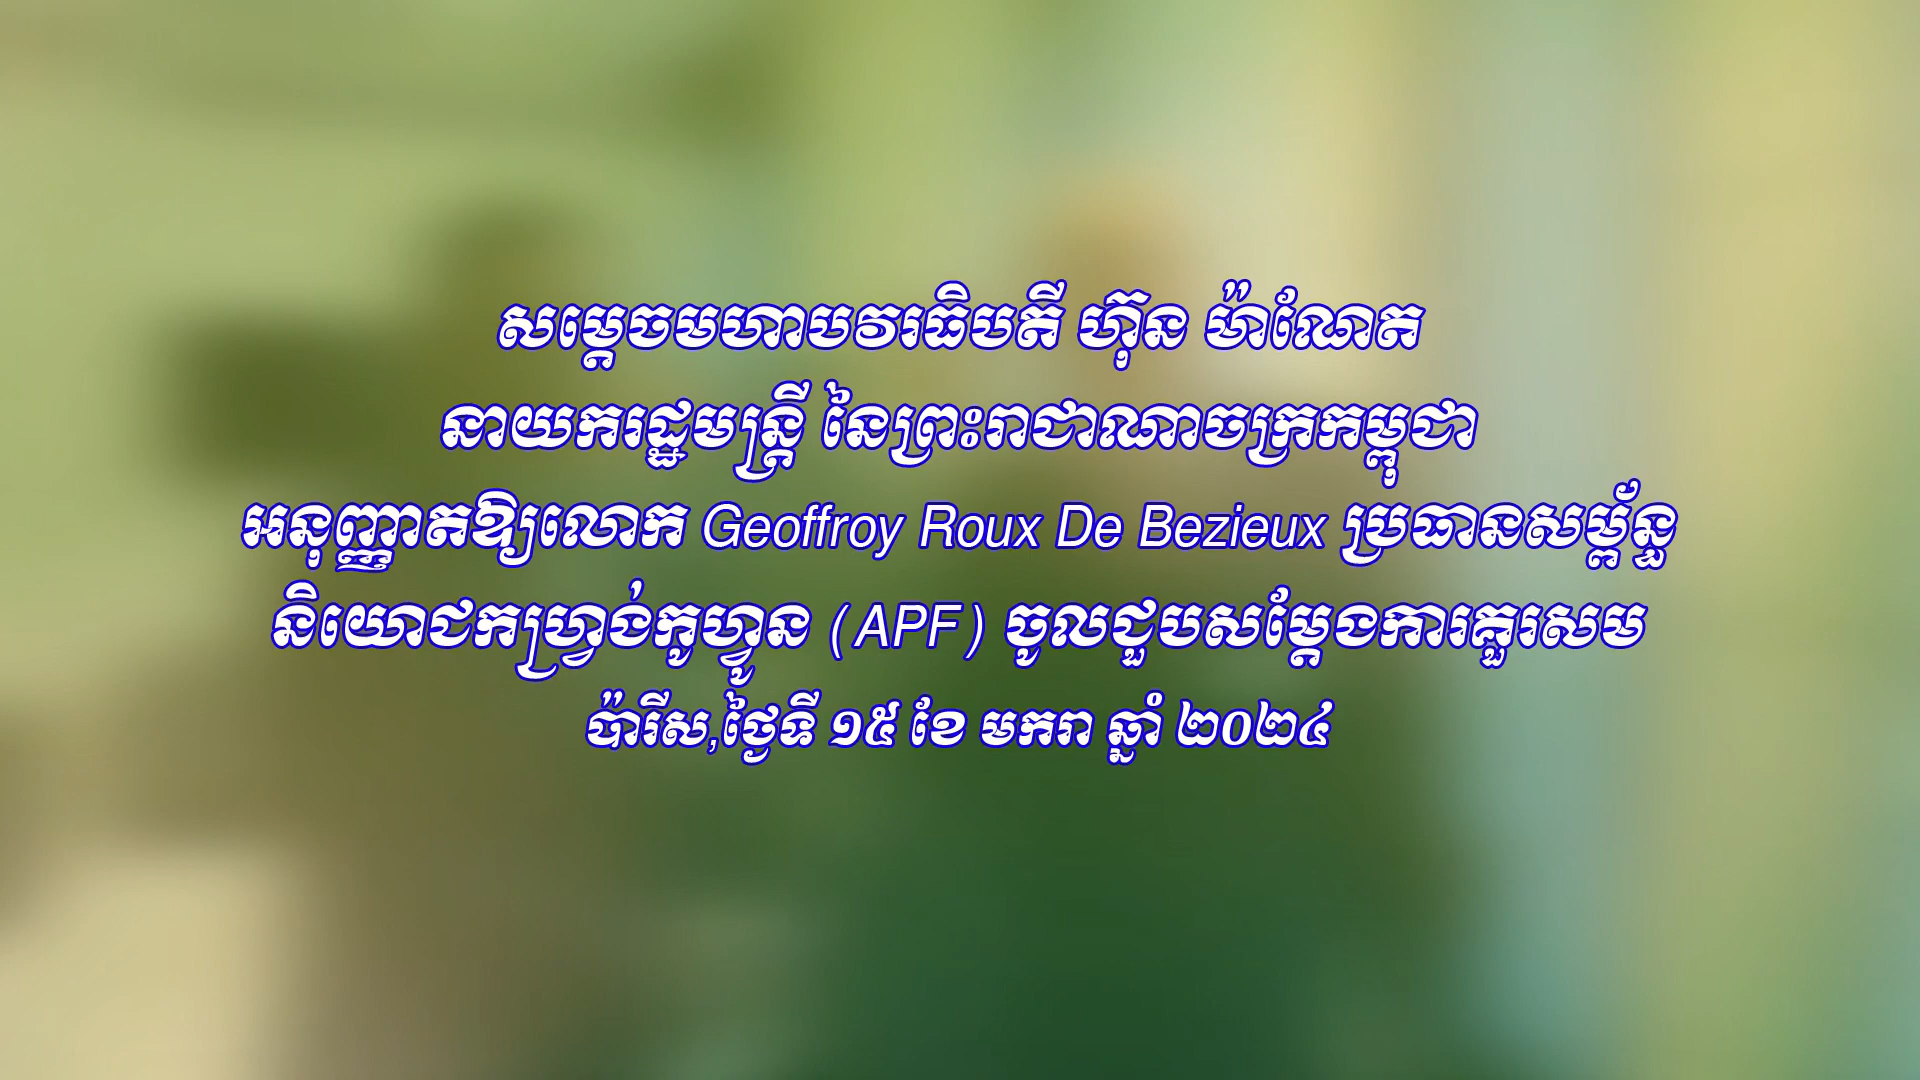 សម្តេចមហាបវរធិបតី ហ៊ុន ម៉ាណែត
នាយករដ្ឋមន្ត្រី នៃព្រះរាជាណាចក្រកម្ពុជា
អនុញ្ញាតឱ្យលោក Geoffroy Roux De Bezieux ប្រធានសម្ព័ន្ធ
និយោជកហ្វ្រង់កូហ្វូន (APF) ចូលជួបសម្តែងការគួរសម
ប៉ារីស,ថ្ងៃទី ១៥ ខែ មករា ឆ្នាំ ២០២៤